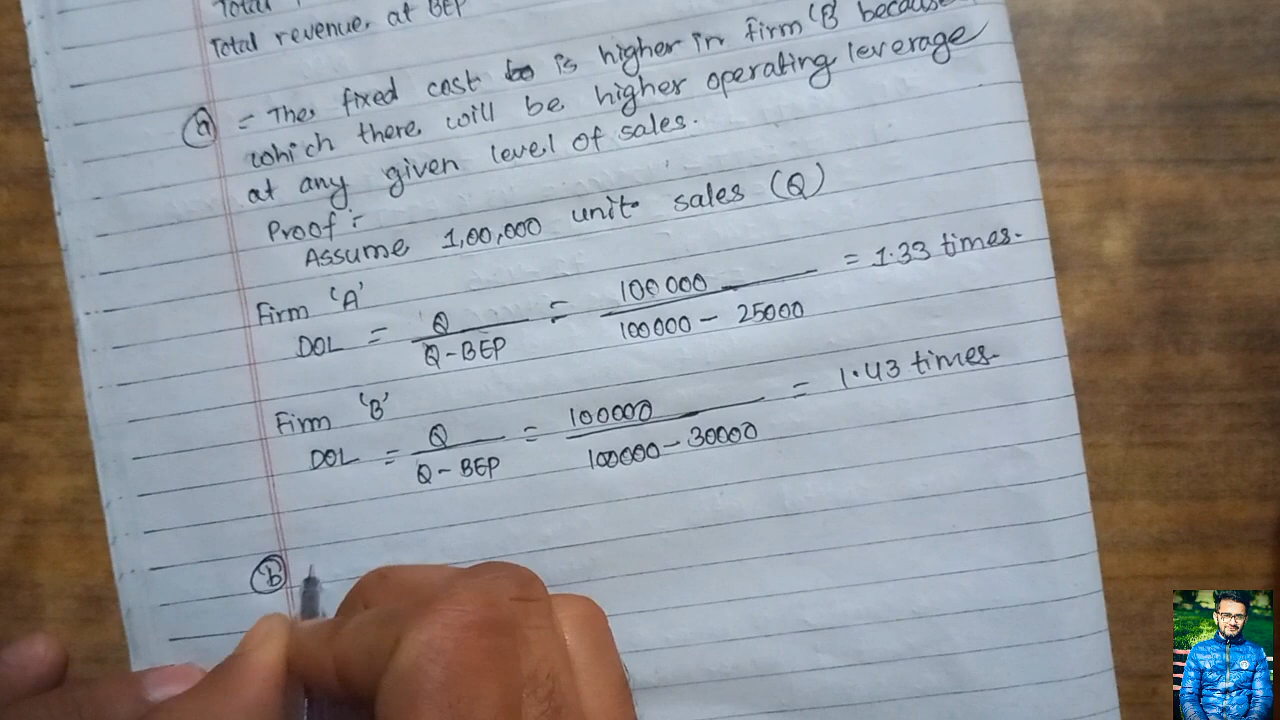 Total
Total revenue at BEP
(a) = The fixed cost is higher in firm 'B' because
which there will be higher operating leverage
at any given level of sales.
Proof :-
Assume 1,00,000 unit sales (Q)
Firm 'A'
DOL = Q / Q - BEP = 100000 / 100000 - 25000 = 1.33 times.
Firm 'B'
DOL = Q / Q - BEP = 100000 / 100000 - 30000 = 1.43 times.
(b)